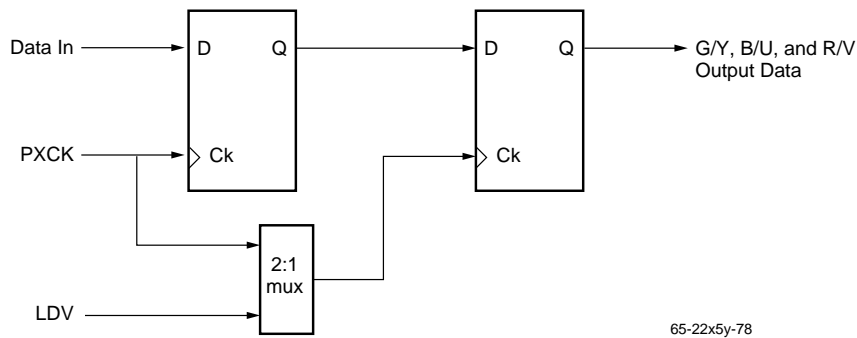 Data In
D
Q
D
Q
G/Y, B/U, and R/V
Output Data
PXCK
Ck
Ck
2:1
mux
LDV
65-22x5y-78